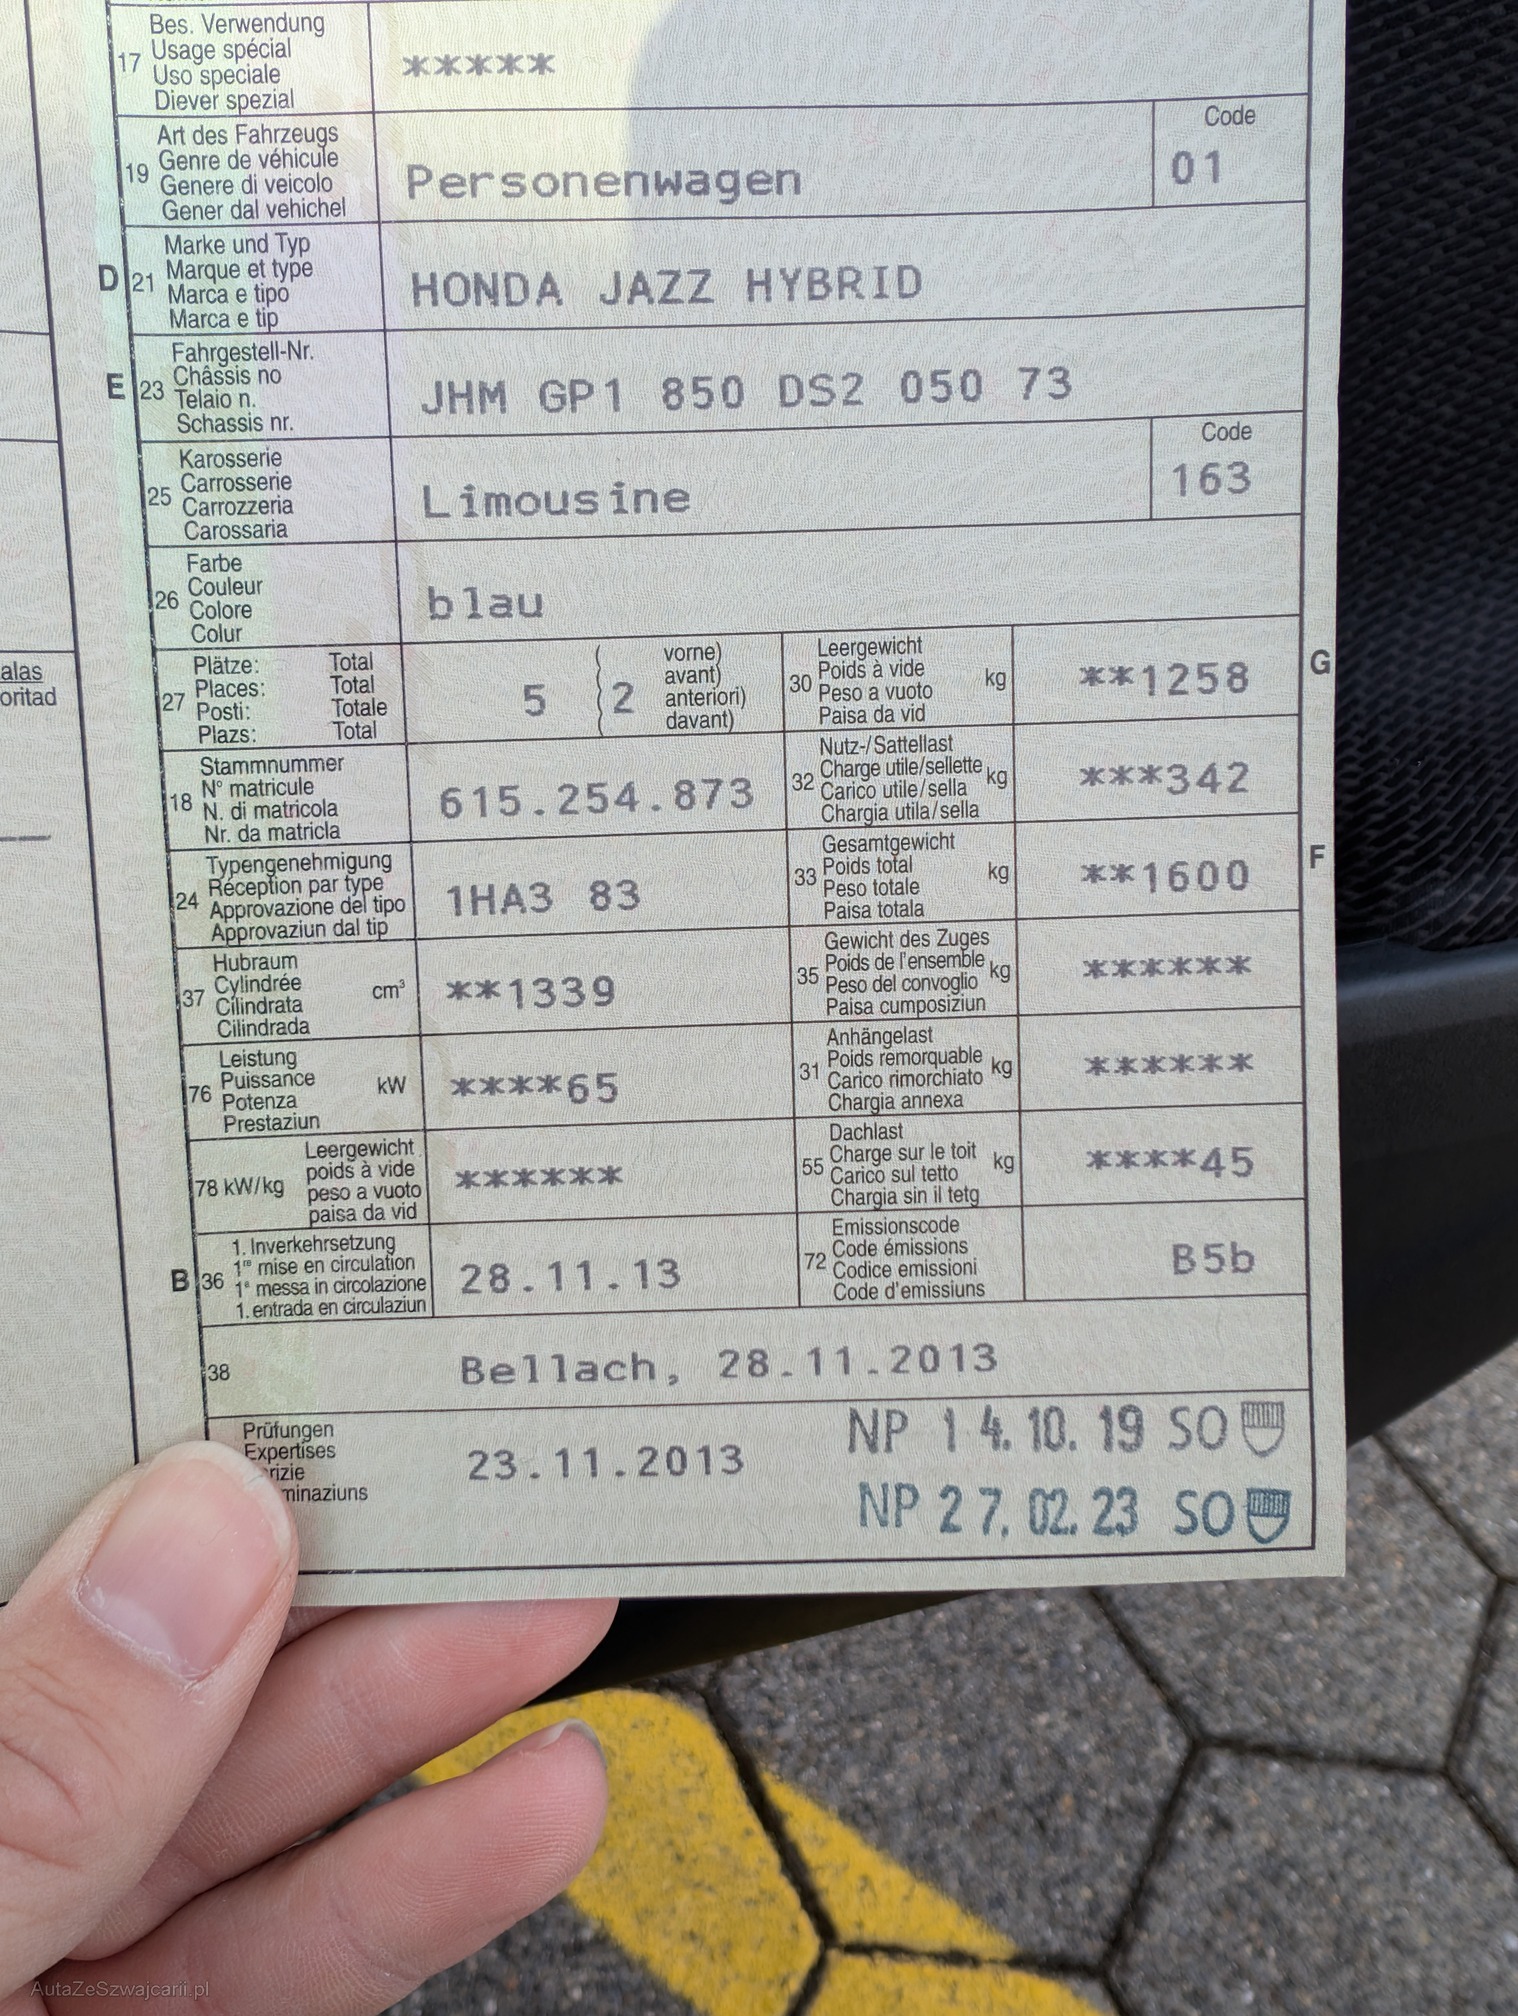 17 Bes. Verwendung
Usage spécial
Uso speciale
Diever spezial
*****
19 Art des Fahrzeugs
Genre de véhicule
Genere di veicolo
Gener dal vehichel
Personenwagen
Code
01
D 21 Marke und Typ
Marque et type
Marca e tipo
Marca e tip
HONDA JAZZ HYBRID
E 23 Fahrgestell-Nr.
Châssis no
Telaio n.
Schassis nr.
JHM GP1 850 DS2 050 73
25 Karosserie
Carrosserie
Carrozzeria
Carossaria
Limousine
Code
163
26 Farbe
Couleur
Colore
Colur
blau
27 Plätze: Total
Places: Total
Posti: Totale
Plazs: Total
5 ( 2 vorne)
avant)
anteriori)
davant)
30 Leergewicht
Poids à vide kg
Peso a vuoto
Paisa da vid
**1258
G
alas
oritad
18 Stammnummer
N° matricule
N. di matricola
Nr. da matricla
615.254.873
32 Nutz-/Sattellast
Charge utile/sellette kg
Carico utile/sella
Chargia utila/sella
***342
24 Typengenehmigung
Réception par type
Approvazione del tipo
Approvaziun dal tip
1HA3 83
33 Gesamtgewicht
Poids total kg
Peso totale
Paisa totala
**1600
F
37 Hubraum
Cylindrée cm³
Cilindrata
Cilindrada
**1339
35 Gewicht des Zuges
Poids de l'ensemble kg
Peso del convoglio
Paisa cumposiziun
******
76 Leistung
Puissance kW
Potenza
Prestaziun
****65
31 Anhängelast
Poids remorquable kg
Carico rimorchiato
Chargia annexa
******
78 kW/kg Leergewicht
poids à vide
peso a vuoto
paisa da vid
******
55 Dachlast
Charge sur le toit kg
Carico sul tetto
Chargia sin il tetg
****45
B 36 1. Inverkehrsetzung
1re mise en circulation
1a messa in circolazione
1. entrada en circulaziun
28.11.13
72 Emissionscode
Code émissions
Codice emissioni
Code d'emissiuns
B5b
38 Bellach, 28.11.2013
Prüfungen
Expertises
rizie
minaziuns
23.11.2013
NP 14.10.19 SO
NP 27.02.23 SO
AutaZeSzwajcarii.pl